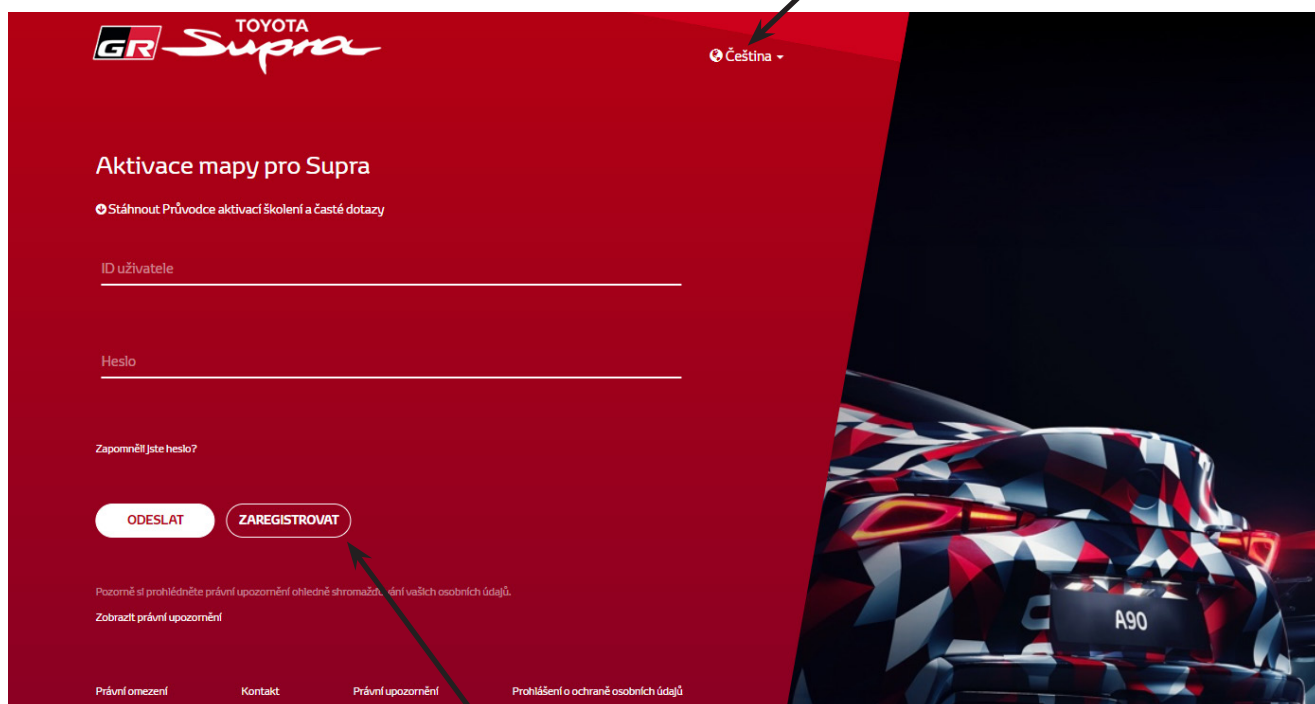 GR TOYOTA Supra
Čeština
Aktivace mapy pro Supra
Stáhnout Průvodce aktivací školení a časté dotazy
ID uživatele
Heslo
Zapomněli jste heslo?
ODESLAT ZAREGISTROVAT
Pozorně si prohlédněte právní upozornění ohledně vašich osobních údajů.
Zobrazit právní upozornění
A90
Právní omezení Kontakt Právní upozornění Prohlášení o ochraně osobních údajů